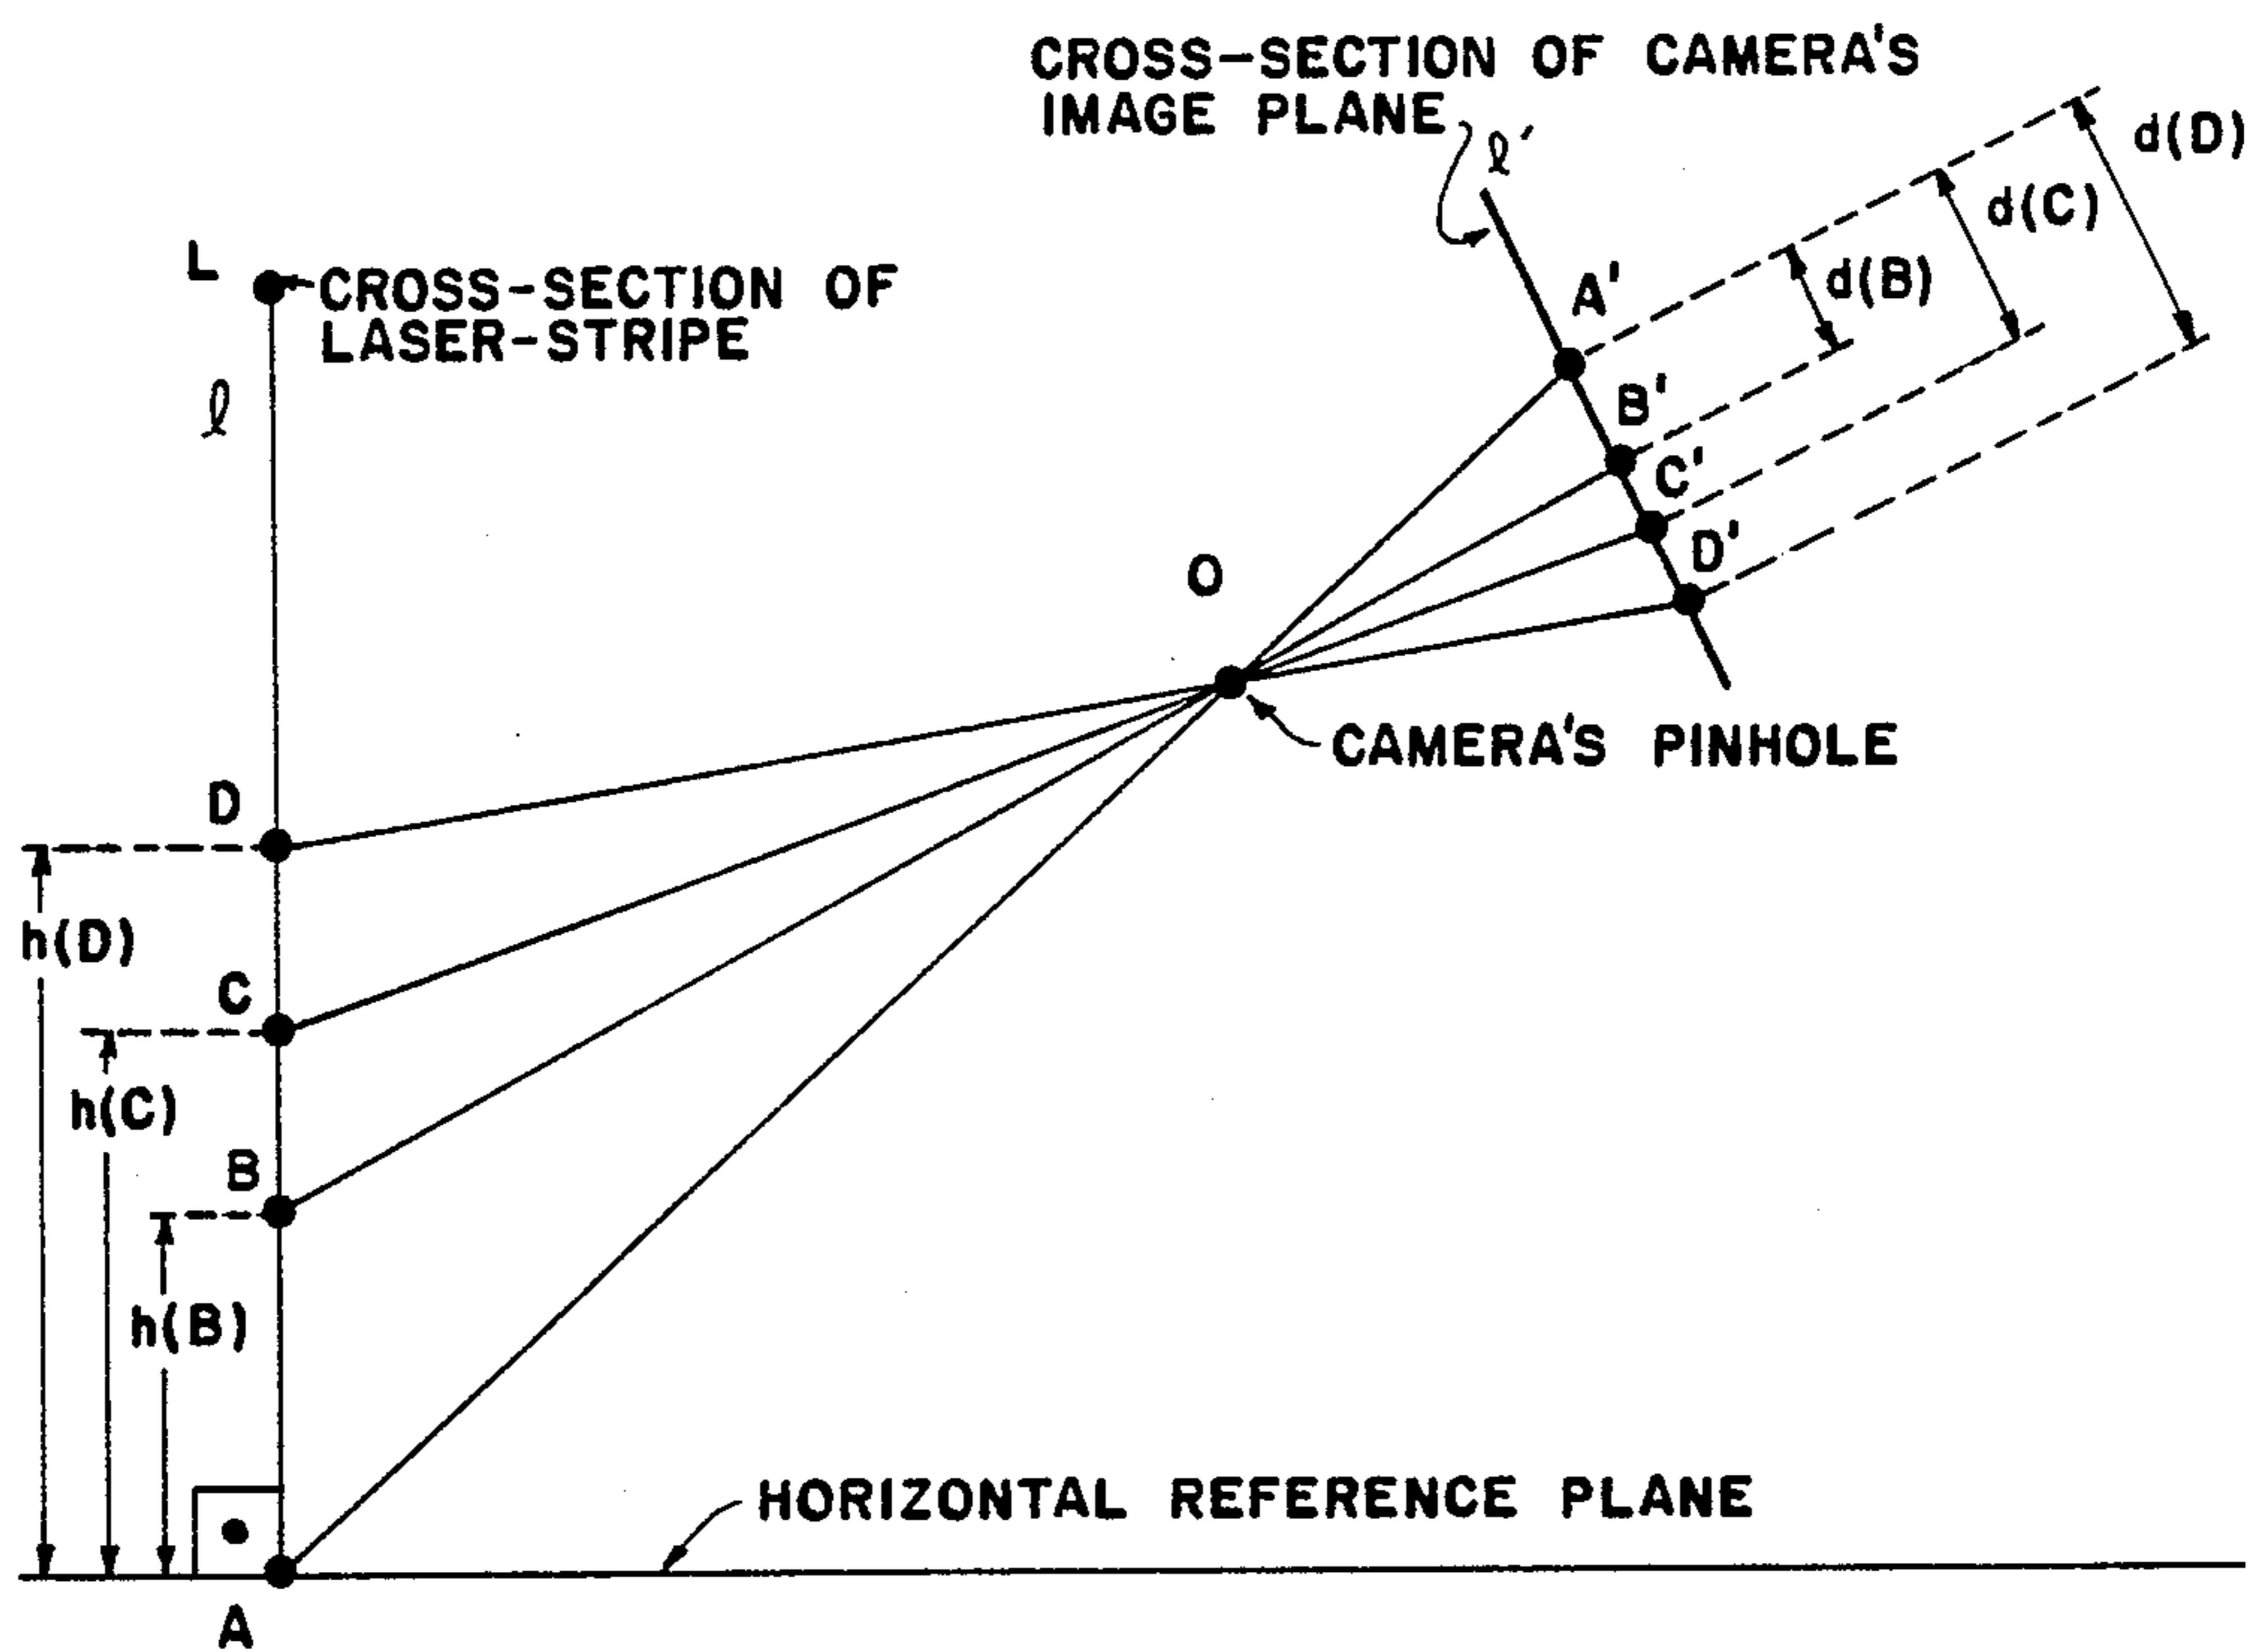 CROSS-SECTION OF CAMERA'S
IMAGE PLANE
ℓ'
d(D)
d(C)
L
CROSS-SECTION OF
LASER-STRIPE
A'
d(B)
ℓ
B'
C'
D'
O
CAMERA'S PINHOLE
D
h(D)
C
h(C)
B
h(B)
HORIZONTAL REFERENCE PLANE
A